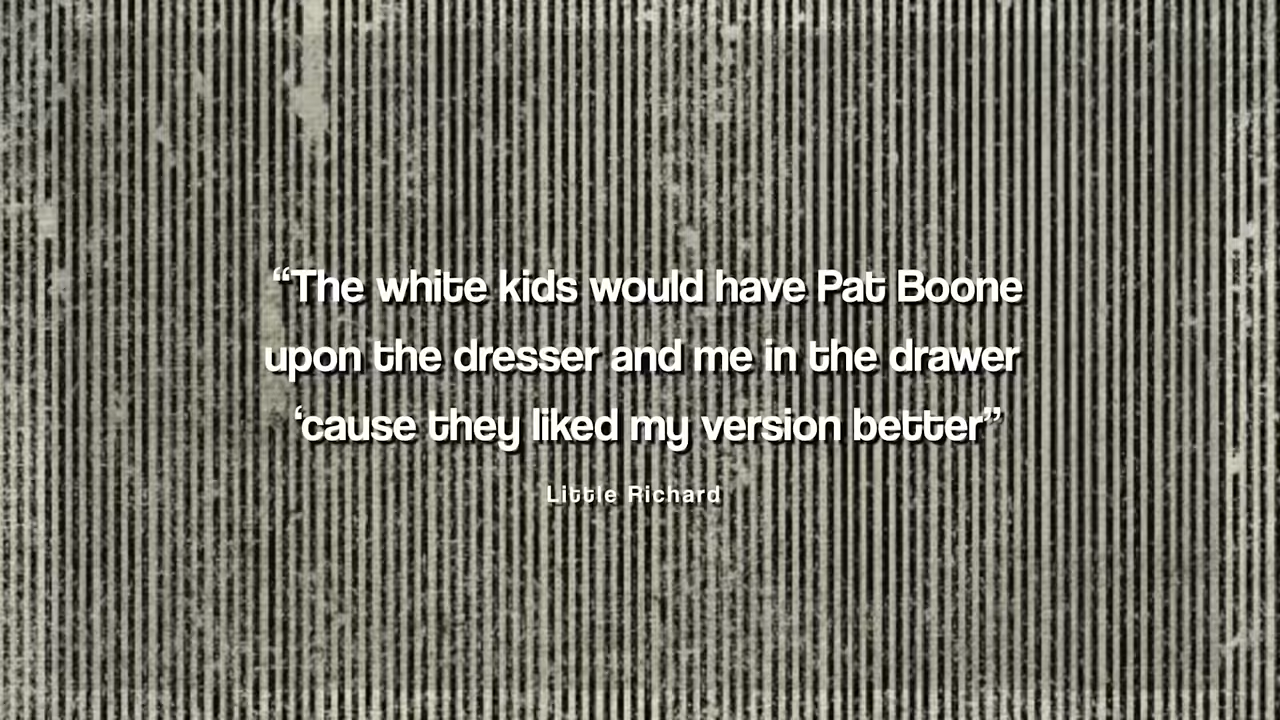 “The white kids would have Pat Boone
upon the dresser and me in the drawer
‘cause they liked my version better”
Little Richard